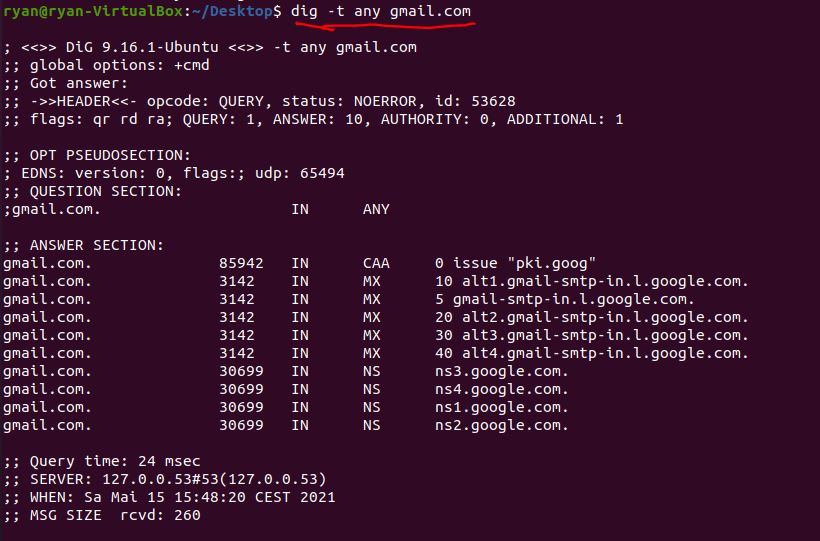 ryan@ryan-VirtualBox:~/Desktop$ dig -t any gmail.com
; <<>> DiG 9.16.1-Ubuntu <<>> -t any gmail.com
;; global options: +cmd
;; Got answer:
;; ->>HEADER<<- opcode: QUERY, status: NOERROR, id: 53628
;; flags: qr rd ra; QUERY: 1, ANSWER: 10, AUTHORITY: 0, ADDITIONAL: 1
;; OPT PSEUDOSECTION:
; EDNS: version: 0, flags:; udp: 65494
;; QUESTION SECTION:
;gmail.com. IN ANY
;; ANSWER SECTION:
gmail.com. 85942 IN CAA 0 issue "pki.goog"
gmail.com. 3142 IN MX 10 alt1.gmail-smtp-in.l.google.com.
gmail.com. 3142 IN MX 5 gmail-smtp-in.l.google.com.
gmail.com. 3142 IN MX 20 alt2.gmail-smtp-in.l.google.com.
gmail.com. 3142 IN MX 30 alt3.gmail-smtp-in.l.google.com.
gmail.com. 3142 IN MX 40 alt4.gmail-smtp-in.l.google.com.
gmail.com. 30699 IN NS ns3.google.com.
gmail.com. 30699 IN NS ns4.google.com.
gmail.com. 30699 IN NS ns1.google.com.
gmail.com. 30699 IN NS ns2.google.com.
;; Query time: 24 msec
;; SERVER: 127.0.0.53#53(127.0.0.53)
;; WHEN: Sa Mai 15 15:48:20 CEST 2021
;; MSG SIZE rcvd: 260